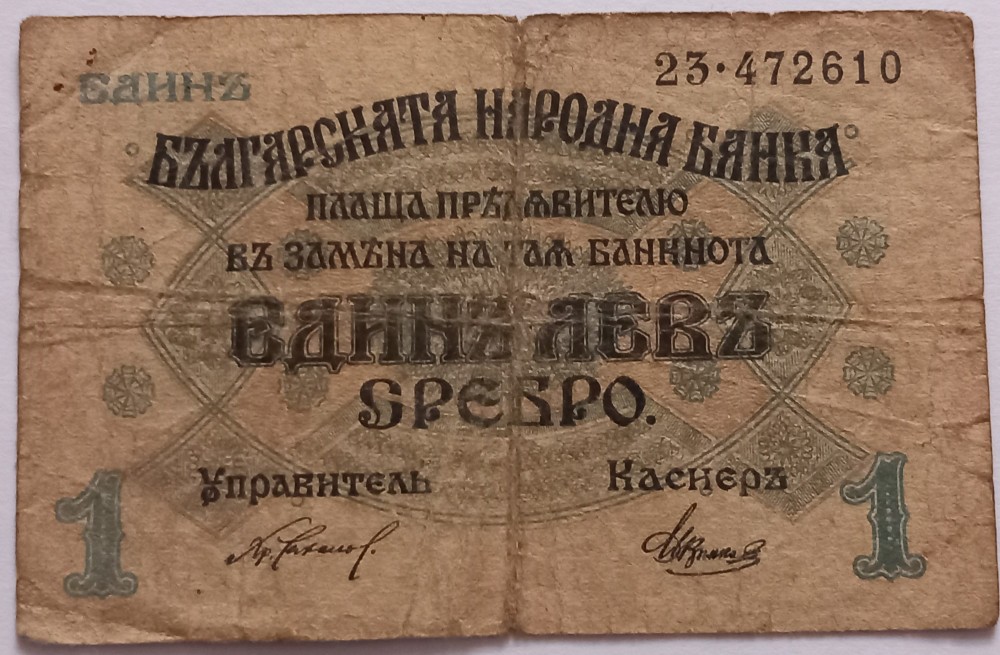 ЕДИНЪ
23·472610
БЪЛГАРСКАТА НАРОДНА БАНКА
ПЛАЩА ПРѢДЯВИТЕЛЮ
ВЪ ЗАМѢНА НА ТАЯ БАНКНОТА
ЕДИНЪ ЛЕВЪ
СРЕБРО.
Управитель Касиеръ
1 1